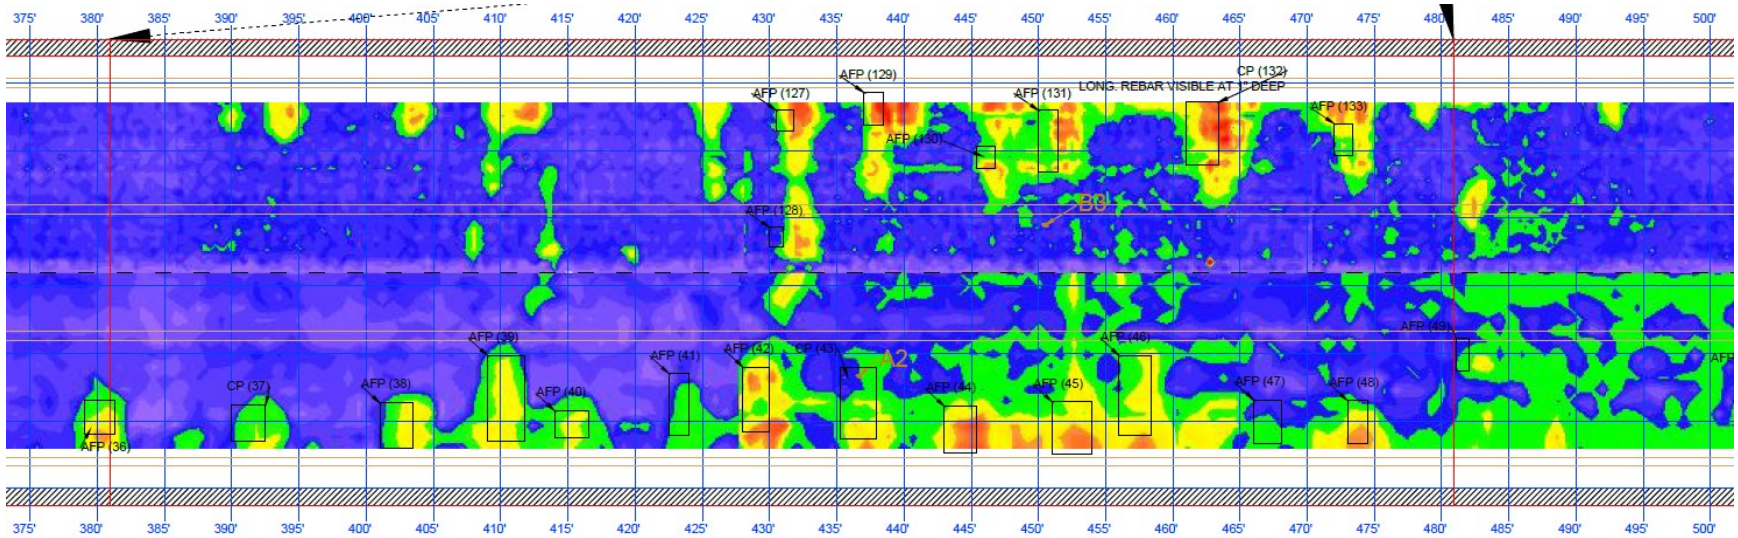 375' 380' 385' 390' 395' 400' 405' 410' 415' 420' 425' 430' 435' 440' 445' 450' 455' 460' 465' 470' 475' 480' 485' 490' 495' 500'
CP (132)
AFP (129)
LONG. REBAR VISIBLE AT 1" DEEP
AFP (127)
AFP (131)
AFP (133)
AFP (130)
B3
AFP (128)
AFP (49)
AFP (39)
AFP (46)
AFP (42)
CP (43)
AFP (41)
A2
AFP
CP (37)
AFP (38)
AFP (40)
AFP (44)
AFP (45)
AFP (47)
AFP (48)
AFP (36)
375' 380' 385' 390' 395' 400' 405' 410' 415' 420' 425' 430' 435' 440' 445' 450' 455' 460' 465' 470' 475' 480' 485' 490' 495' 500'